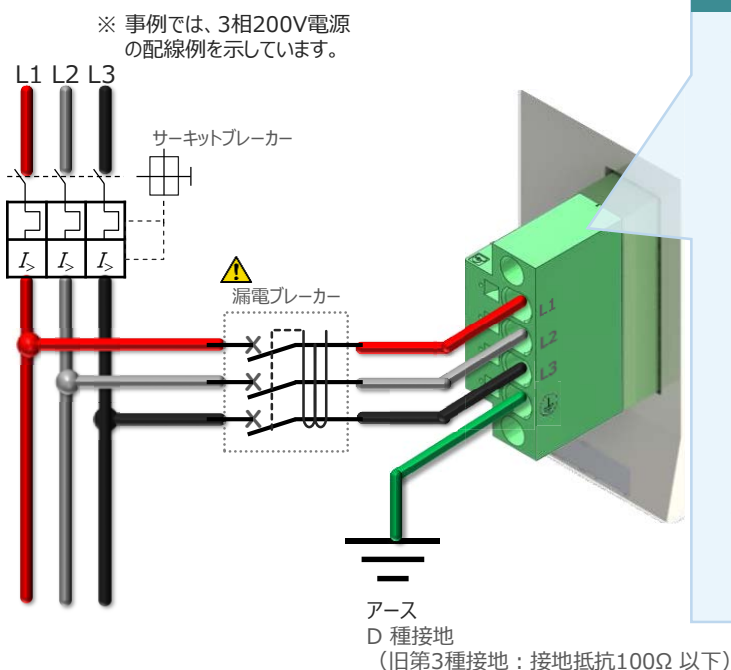 ※ 事例では、3相200V電源
の配線例を示しています。
L1 L2 L3
サーキットブレーカー
I> I> I>
漏電ブレーカー
L1
L2
L3
アース
D 種接地
（旧第3種接地：接地抵抗100Ω 以下）